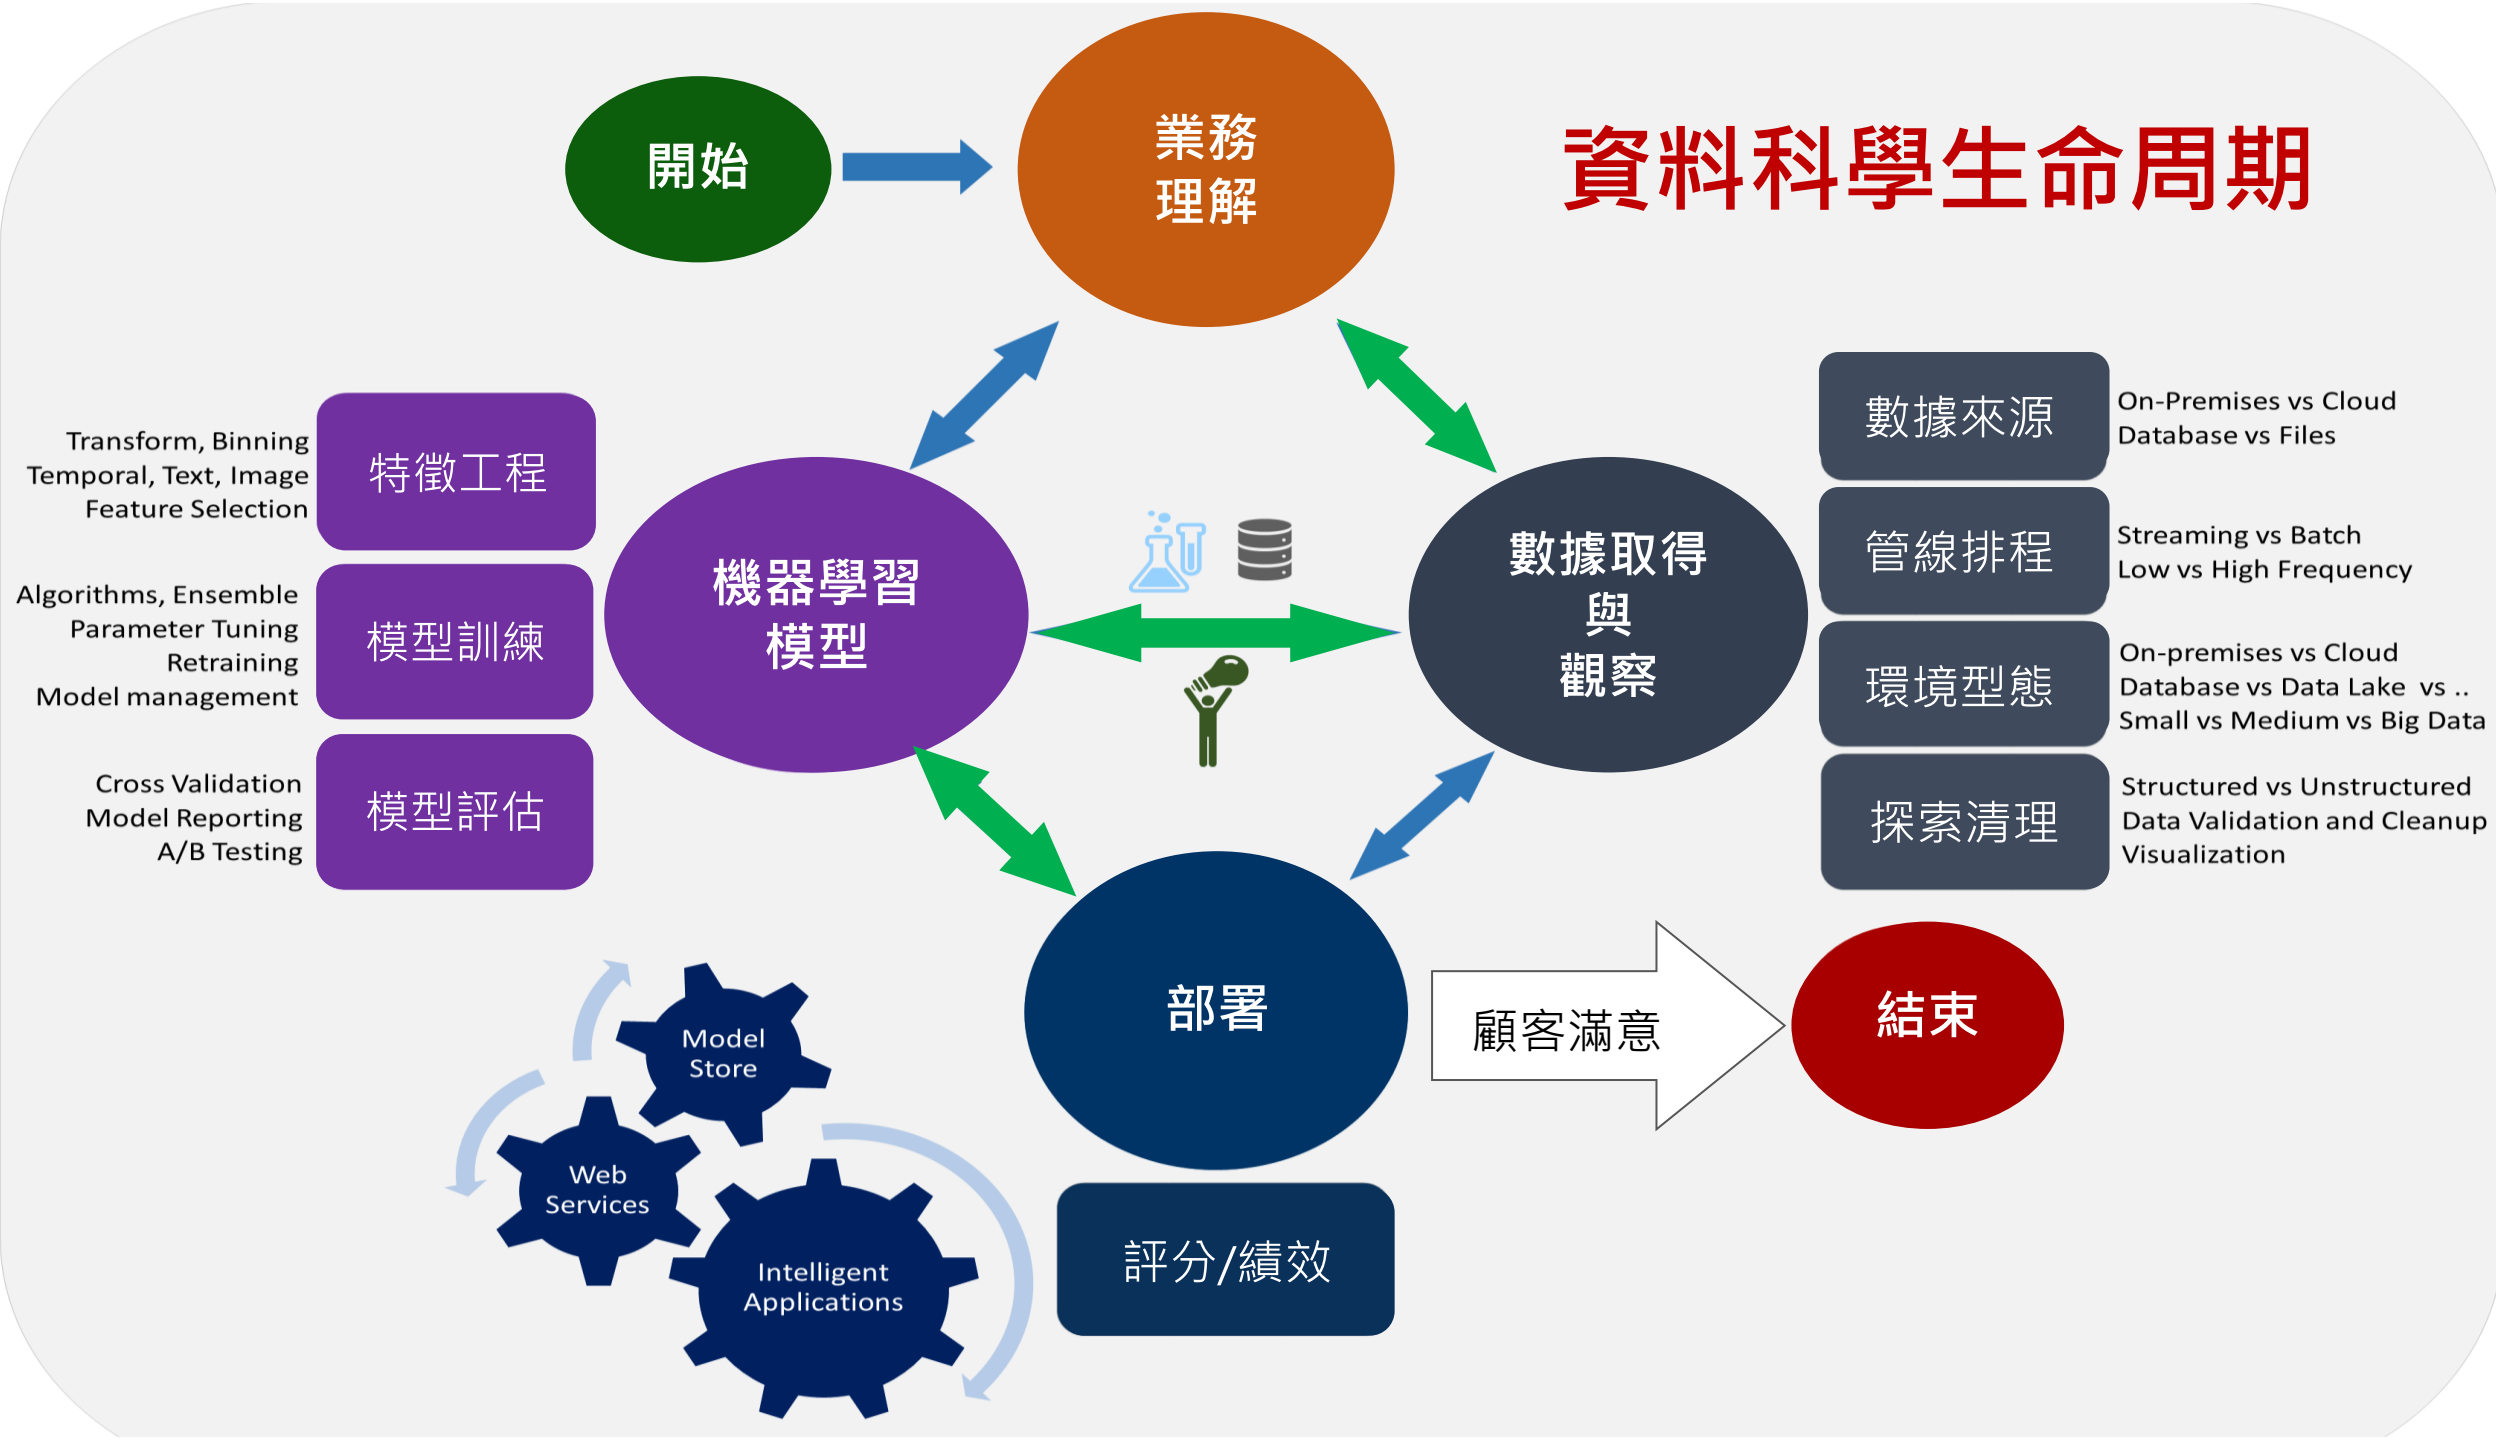 資料科學生命周期
開始
業務
理解
機器學習
模型
數據取得
與
觀察
部署
顧客滿意
結束
特徵工程
Transform, Binning
Temporal, Text, Image
Feature Selection
模型訓練
Algorithms, Ensemble
Parameter Tuning
Retraining
Model management
模型評估
Cross Validation
Model Reporting
A/B Testing
數據來源
On-Premises vs Cloud
Database vs Files
管線排程
Streaming vs Batch
Low vs High Frequency
環境型態
On-premises vs Cloud
Database vs Data Lake vs ..
Small vs Medium vs Big Data
探索清理
Structured vs Unstructured
Data Validation and Cleanup
Visualization
Model
Store
Web
Services
Intelligent
Applications
評分/績效